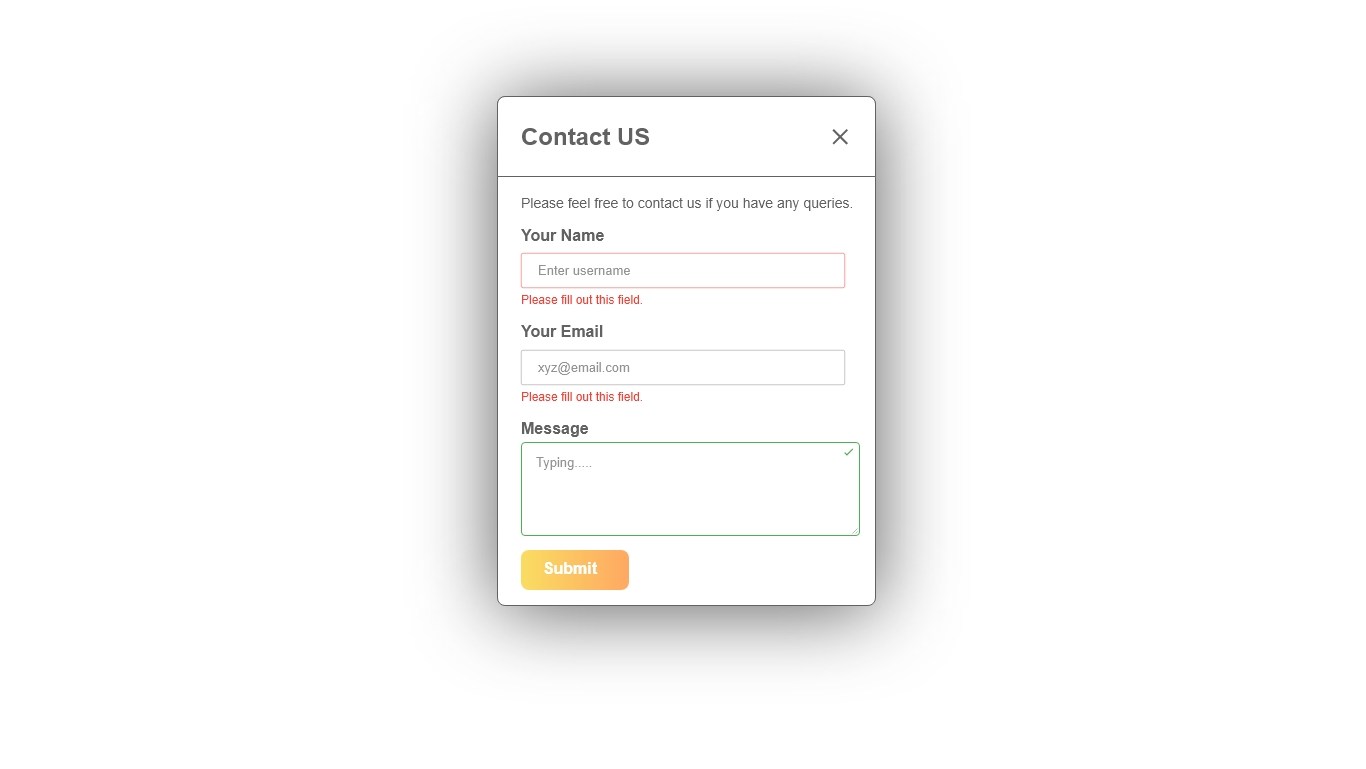 Contact US
Please feel free to contact us if you have any queries.
Your Name
Enter username
Please fill out this field.
Your Email
xyz@email.com
Please fill out this field.
Message
Typing.....
Submit